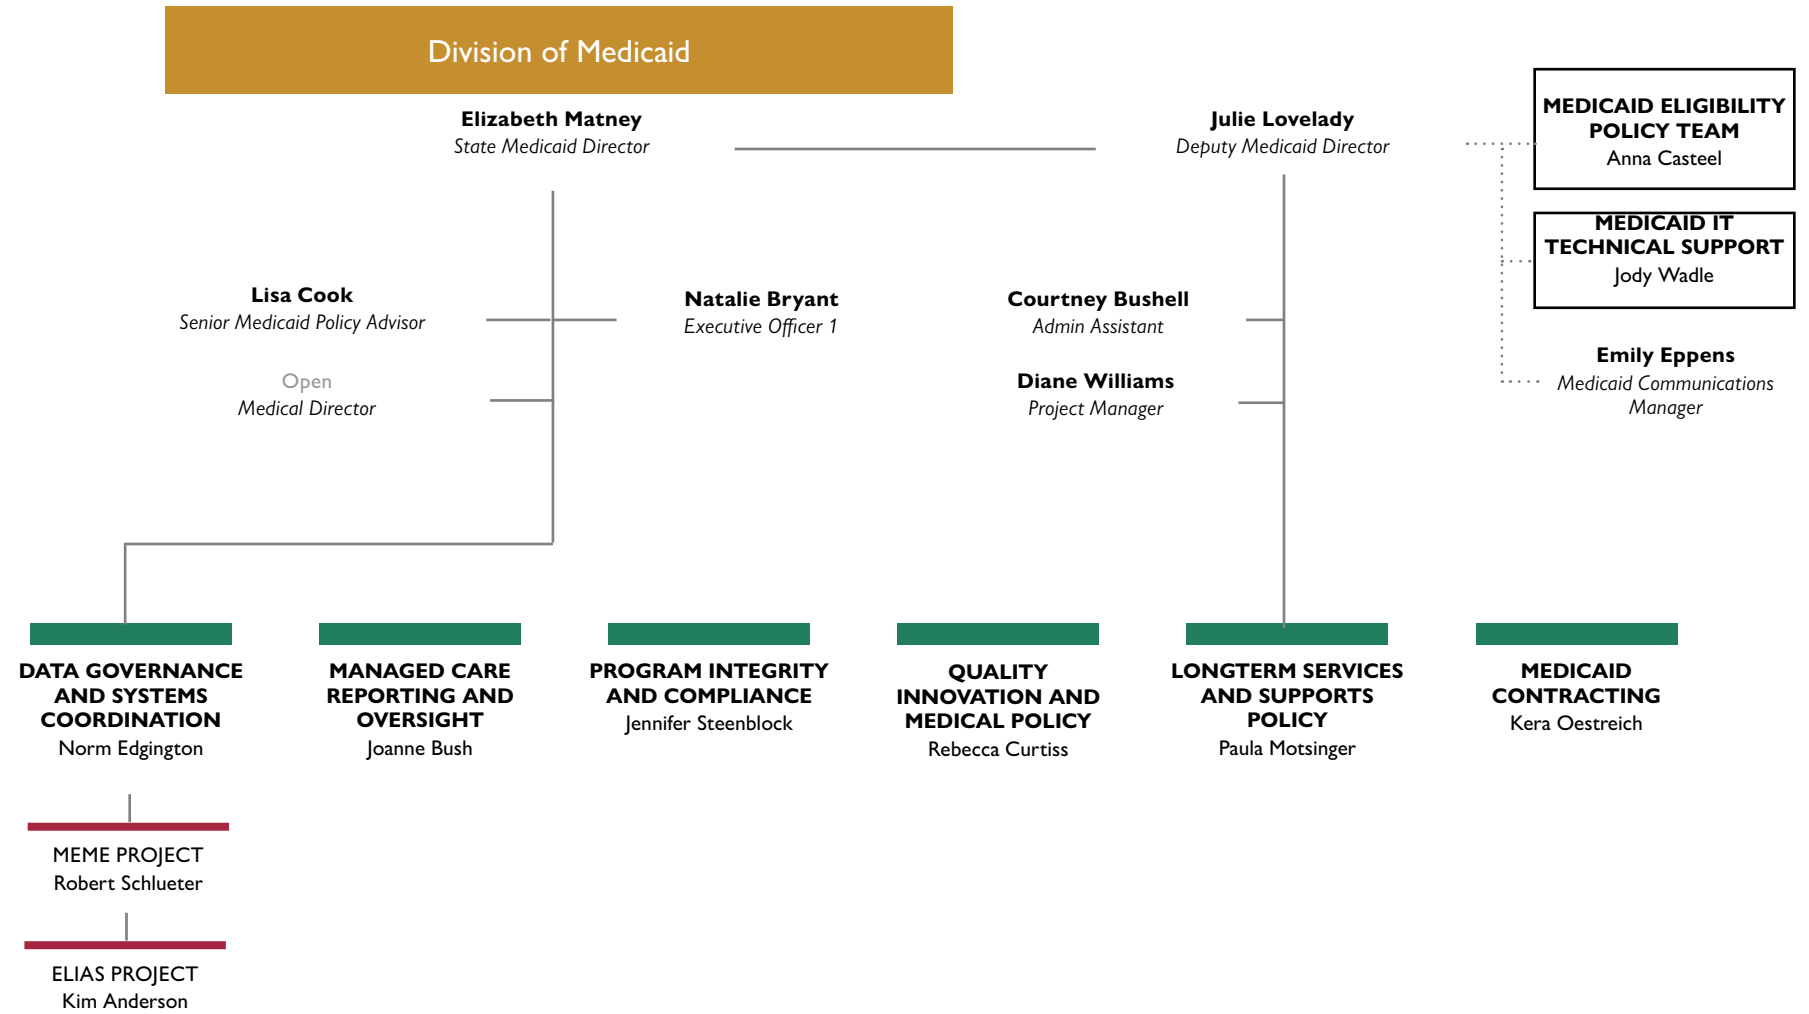 Division of Medicaid
Elizabeth Matney
State Medicaid Director
Julie Lovelady
Deputy Medicaid Director
MEDICAID ELIGIBILITY
POLICY TEAM
Anna Casteel
MEDICAID IT
TECHNICAL SUPPORT
Jody Wadle
Lisa Cook
Senior Medicaid Policy Advisor
Natalie Bryant
Executive Officer 1
Courtney Bushell
Admin Assistant
Emily Eppens
Medicaid Communications
Manager
Open
Medical Director
Diane Williams
Project Manager
DATA GOVERNANCE
AND SYSTEMS
COORDINATION
Norm Edgington
MANAGED CARE
REPORTING AND
OVERSIGHT
Joanne Bush
PROGRAM INTEGRITY
AND COMPLIANCE
Jennifer Steenblock
QUALITY
INNOVATION AND
MEDICAL POLICY
Rebecca Curtiss
LONGTERM SERVICES
AND SUPPORTS
POLICY
Paula Motsinger
MEDICAID
CONTRACTING
Kera Oestreich
MEME PROJECT
Robert Schlueter
ELIAS PROJECT
Kim Anderson